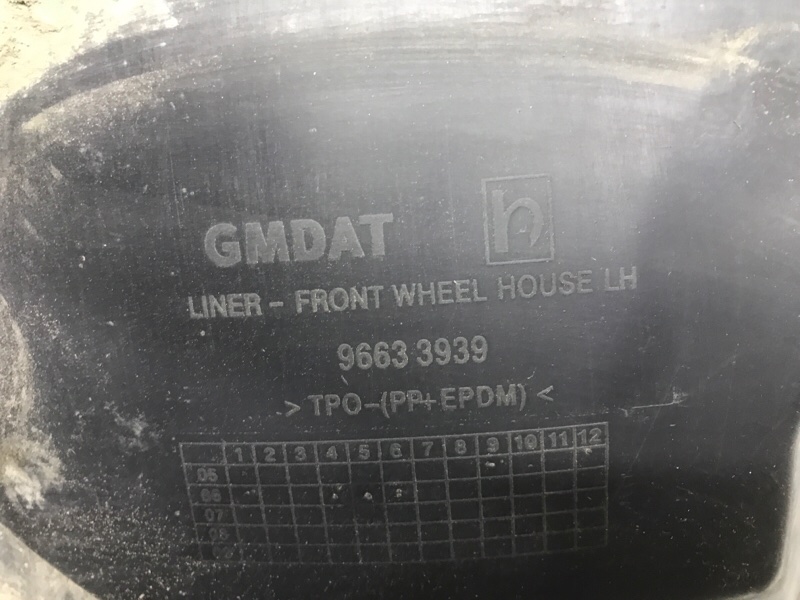 GMDAT h
LINER - FRONT WHEEL HOUSE LH
9663 3939
> TPO-(PP+EPDM) <
1 2 3 4 5 6 7 8 9 10 11 12
05
06
07